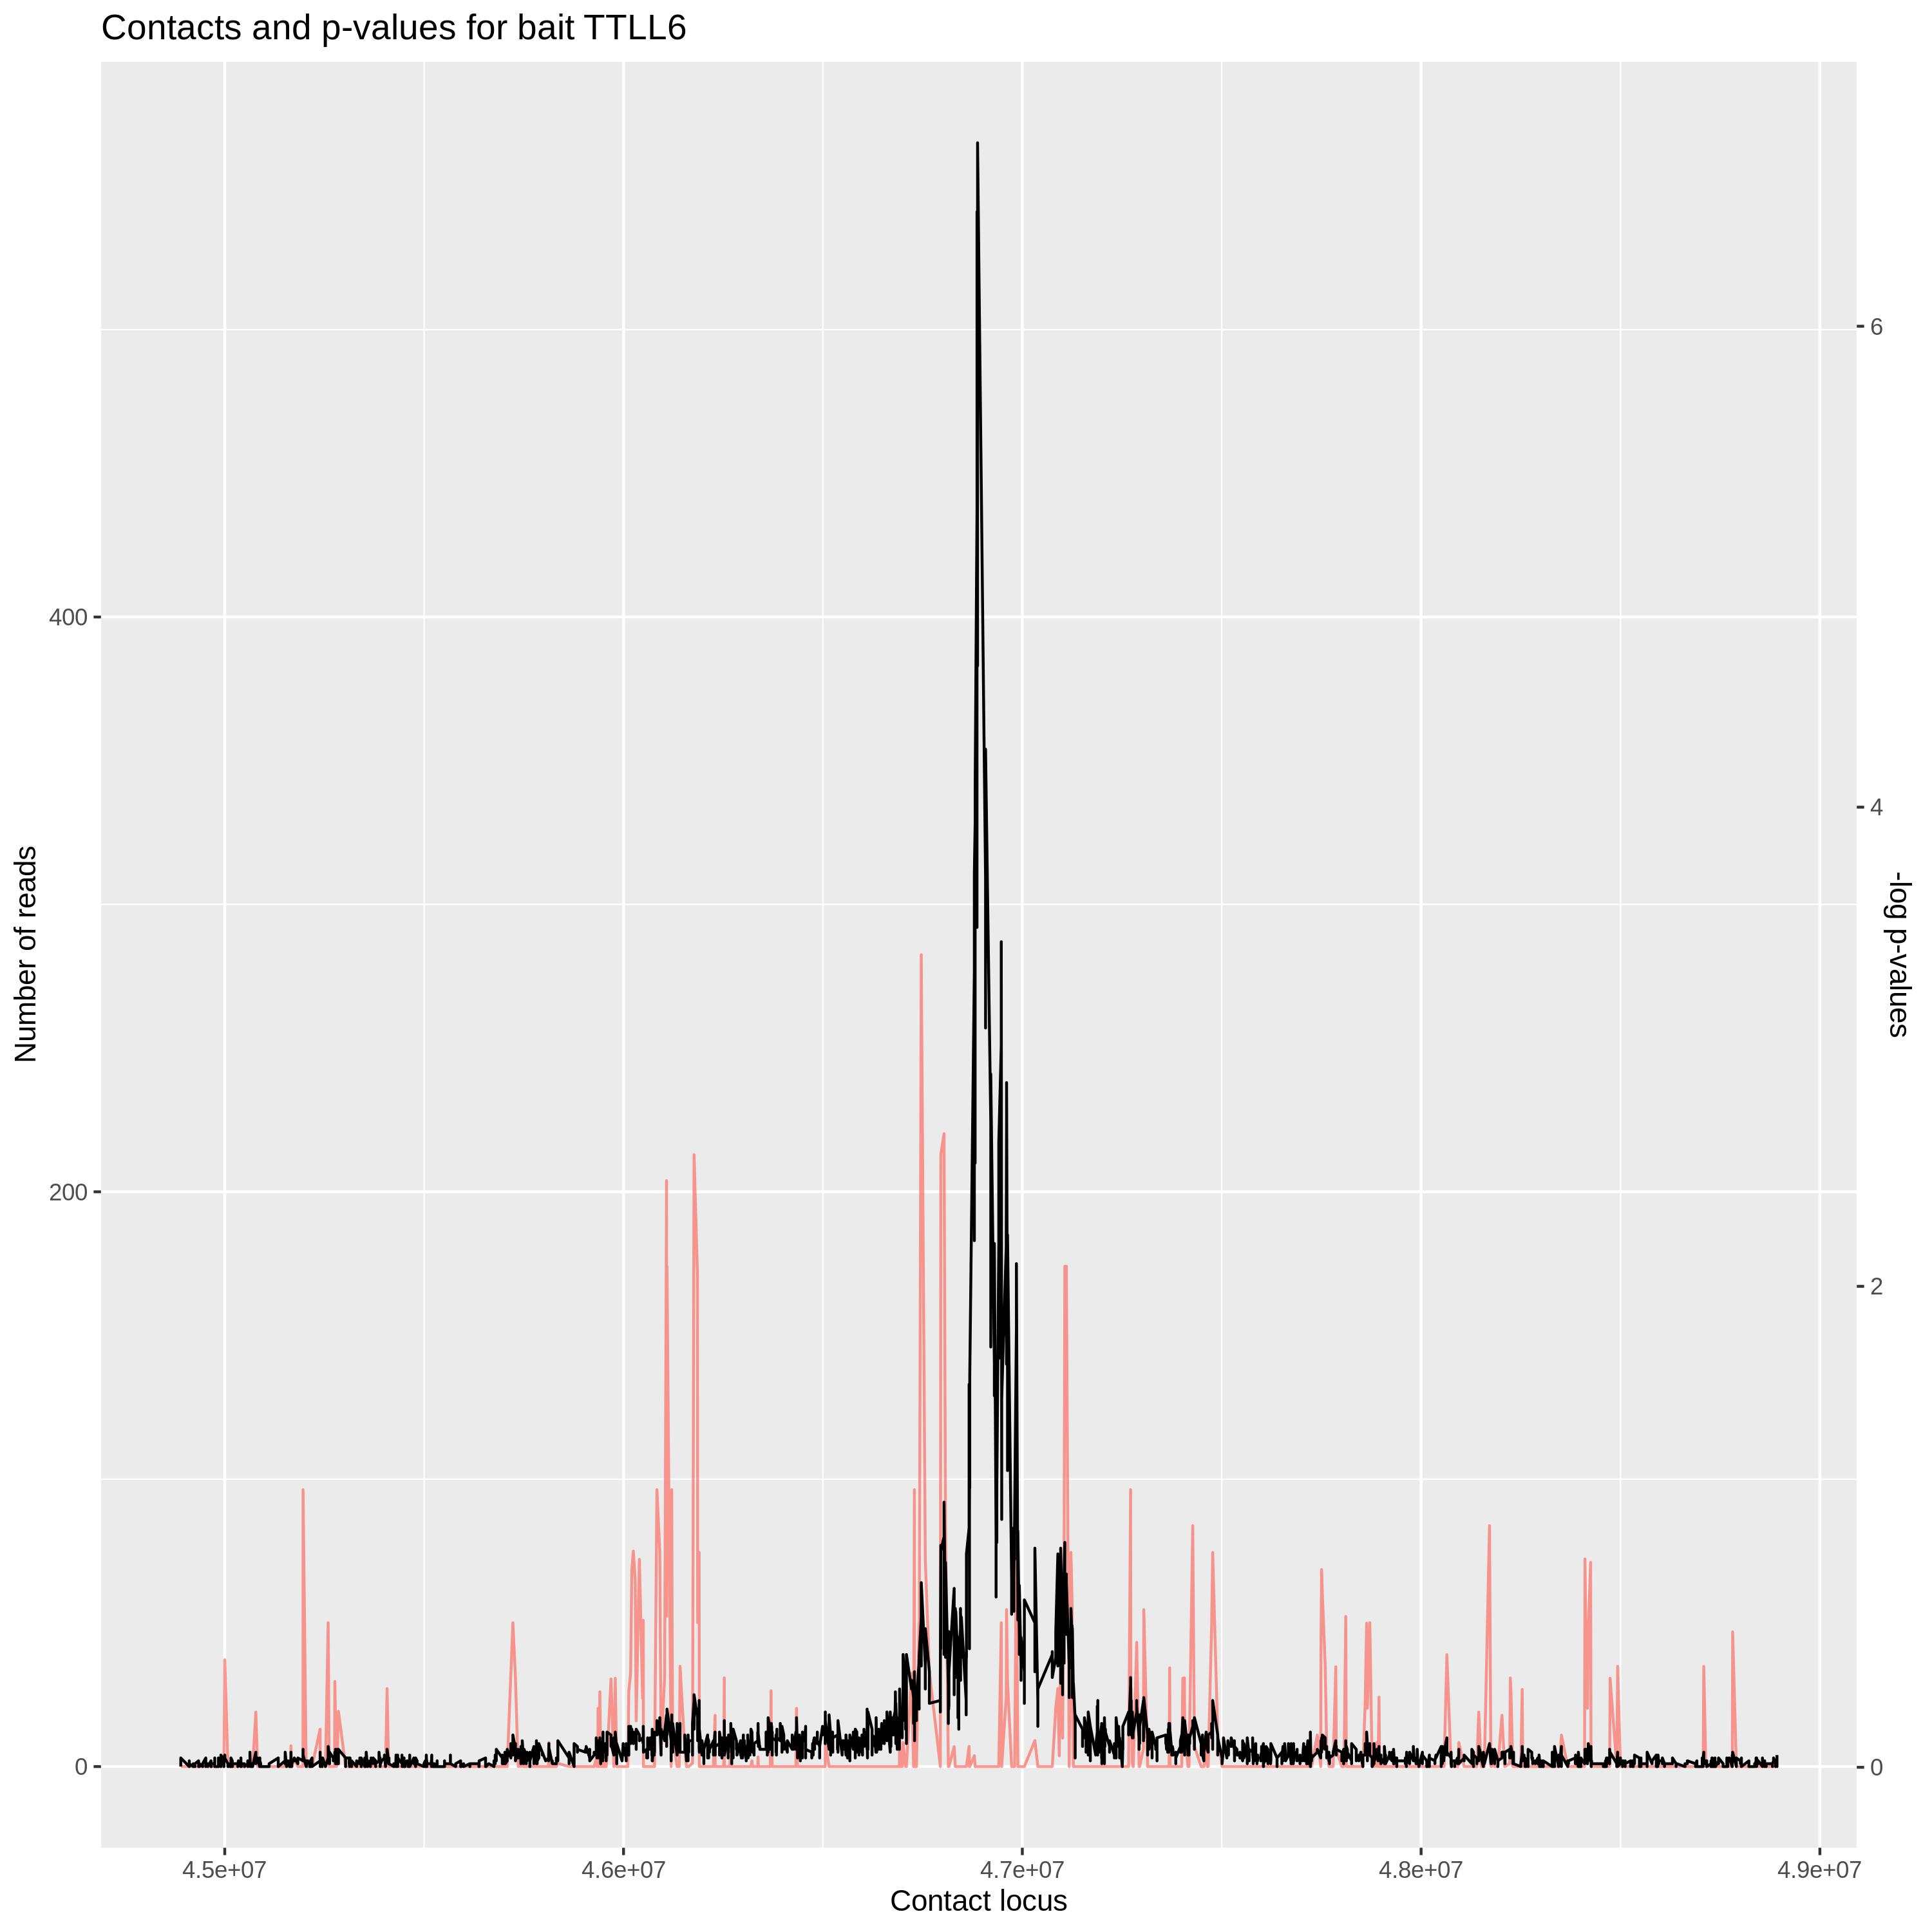 Contacts and p-values for bait TTLL6
Number of reads
400
200
0
6
4
2
0
-log p-values
4.5e+07
4.6e+07
4.7e+07
4.8e+07
4.9e+07
Contact locus